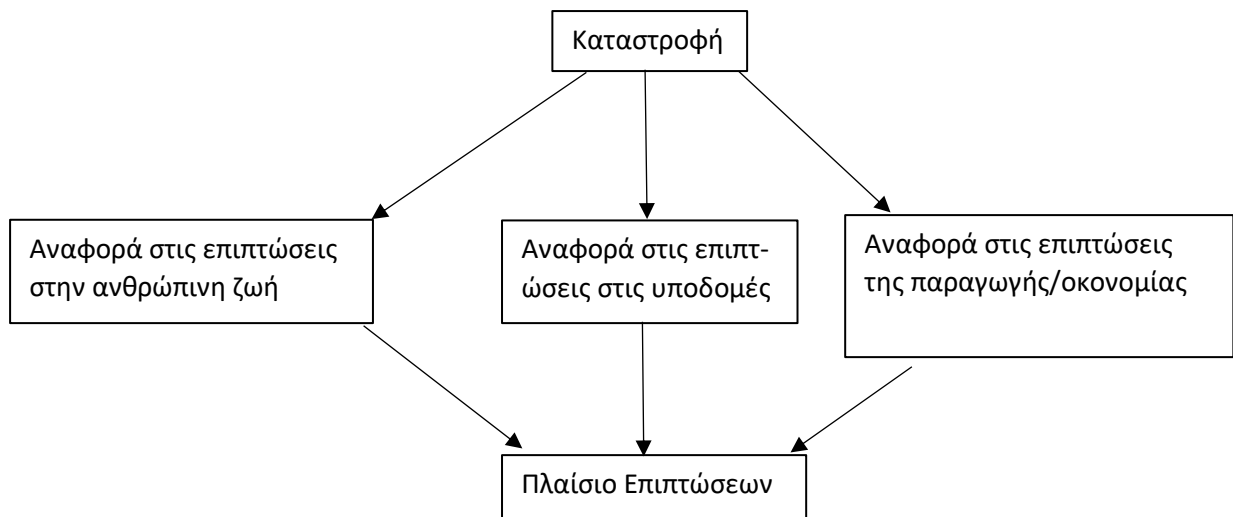 Καταστροφή
Αναφορά στις επιπτώσεις
στην ανθρώπινη ζωή
Αναφορά στις επιπτ-
ώσεις στις υποδομές
Αναφορά στις επιπτώσεις
της παραγωγής/οκονομίας
Πλαίσιο Επιπτώσεων